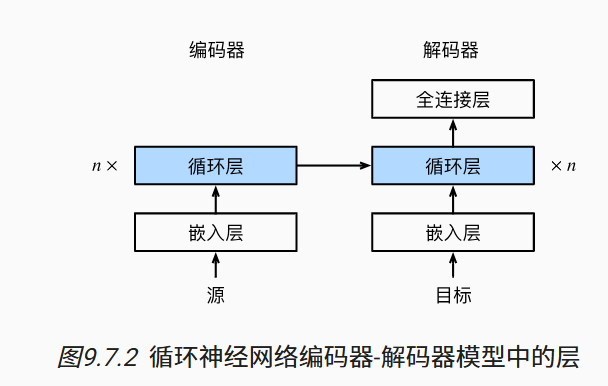 编码器 解码器
全连接层
n × 循环层 循环层 × n
嵌入层 嵌入层
源 目标
图9.7.2 循环神经网络编码器-解码器模型中的层